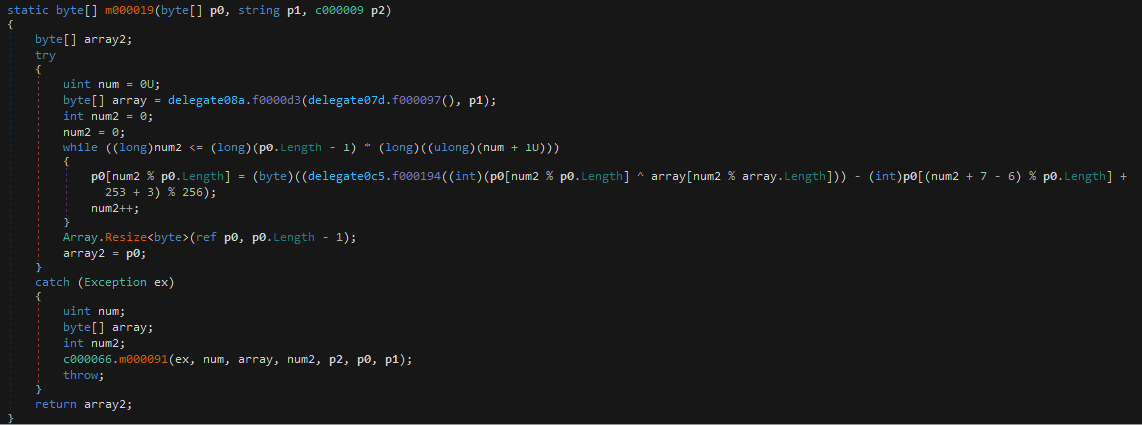 static byte[] m000019(byte[] p0, string p1, c000009 p2)
{
byte[] array2;
try
{
uint num = 0U;
byte[] array = delegate08a.f0000d3(delegate07d.f000097(), p1);
int num2 = 0;
num2 = 0;
while ((long)num2 <= (long)(p0.Length - 1) * (long)((ulong)(num + 1U)))
{
p0[num2 % p0.Length] = (byte)((delegate0c5.f000194((int)(p0[num2 % p0.Length] ^ array[num2 % array.Length])) - (int)p0[(num2 + 7 - 6) % p0.Length] +
253 + 3) % 256);
num2++;
}
Array.Resize<byte>(ref p0, p0.Length - 1);
array2 = p0;
}
catch (Exception ex)
{
uint num;
byte[] array;
int num2;
c000066.m000091(ex, num, array, num2, p2, p0, p1);
throw;
}
return array2;
}